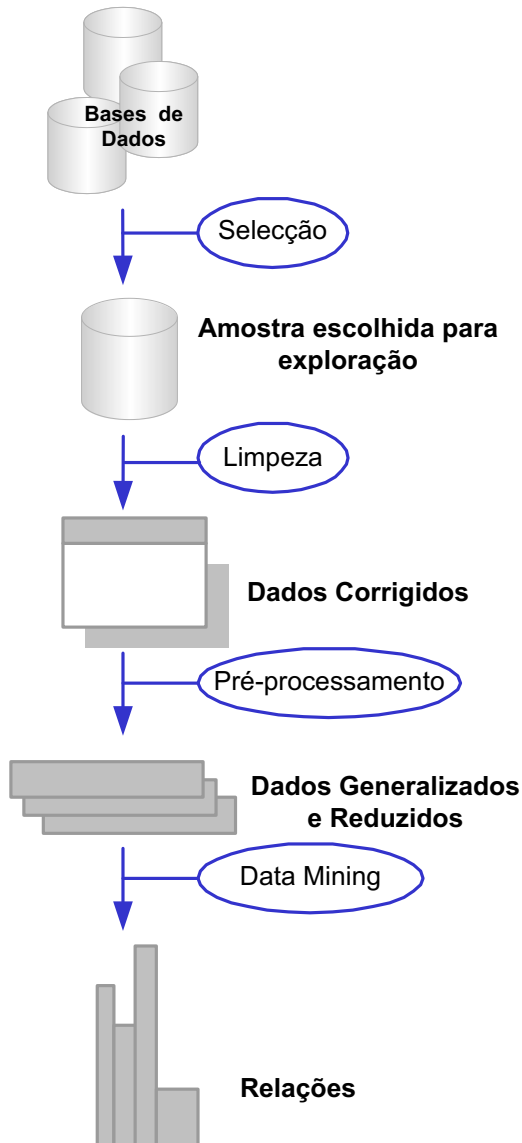 Bases de
Dados
Selecção
Amostra escolhida para
exploração
Limpeza
Dados Corrigidos
Pré-processamento
Dados Generalizados
e Reduzidos
Data Mining
Relações